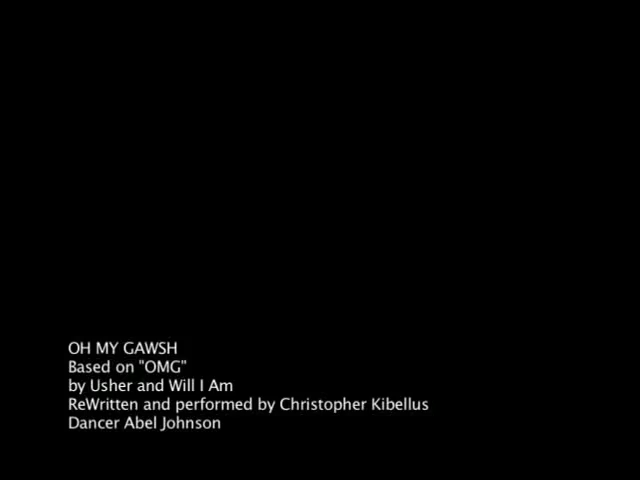 OH MY GAWSH
Based on "OMG"
by Usher and Will I Am
ReWritten and performed by Christopher Kibellus
Dancer Abel Johnson